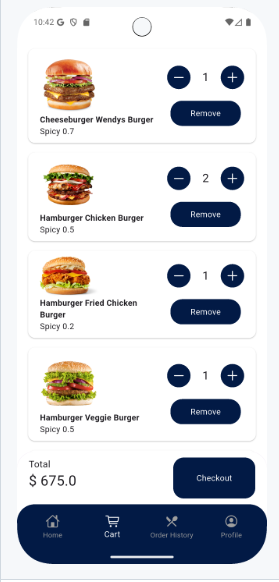 10:42
1
Remove
Cheeseburger Wendys Burger
Spicy 0.7
2
Remove
Hamburger Chicken Burger
Spicy 0.5
1
Remove
Hamburger Fried Chicken
Burger
Spicy 0.2
1
Remove
Hamburger Veggie Burger
Spicy 0.5
Total
$ 675.0
Checkout
Home
Cart
Order History
Profile